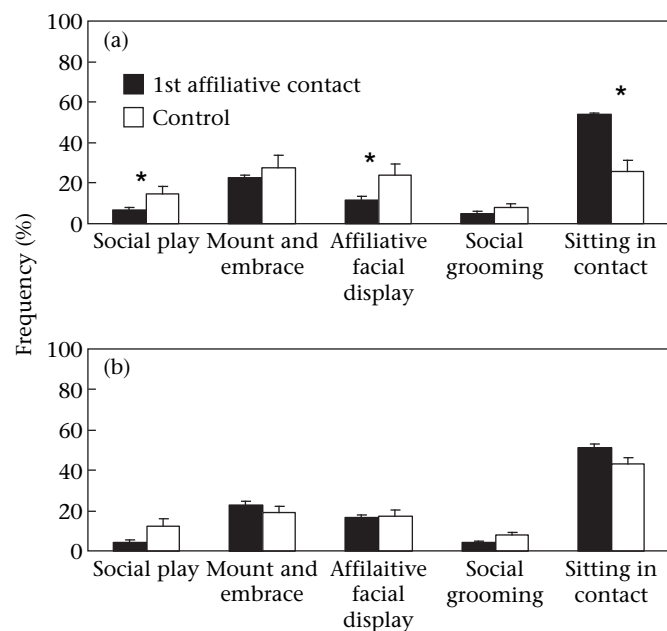 Frequency (%)
(a)
100
80
60
40
20
0
1st affiliative contact
Control
*
*
*
Social play
Mount and
embrace
Affiliative
facial
display
Social
grooming
Sitting in
contact
(b)
100
80
60
40
20
0
Social play
Mount and
embrace
Affilaitive
facial
display
Social
grooming
Sitting in
contact